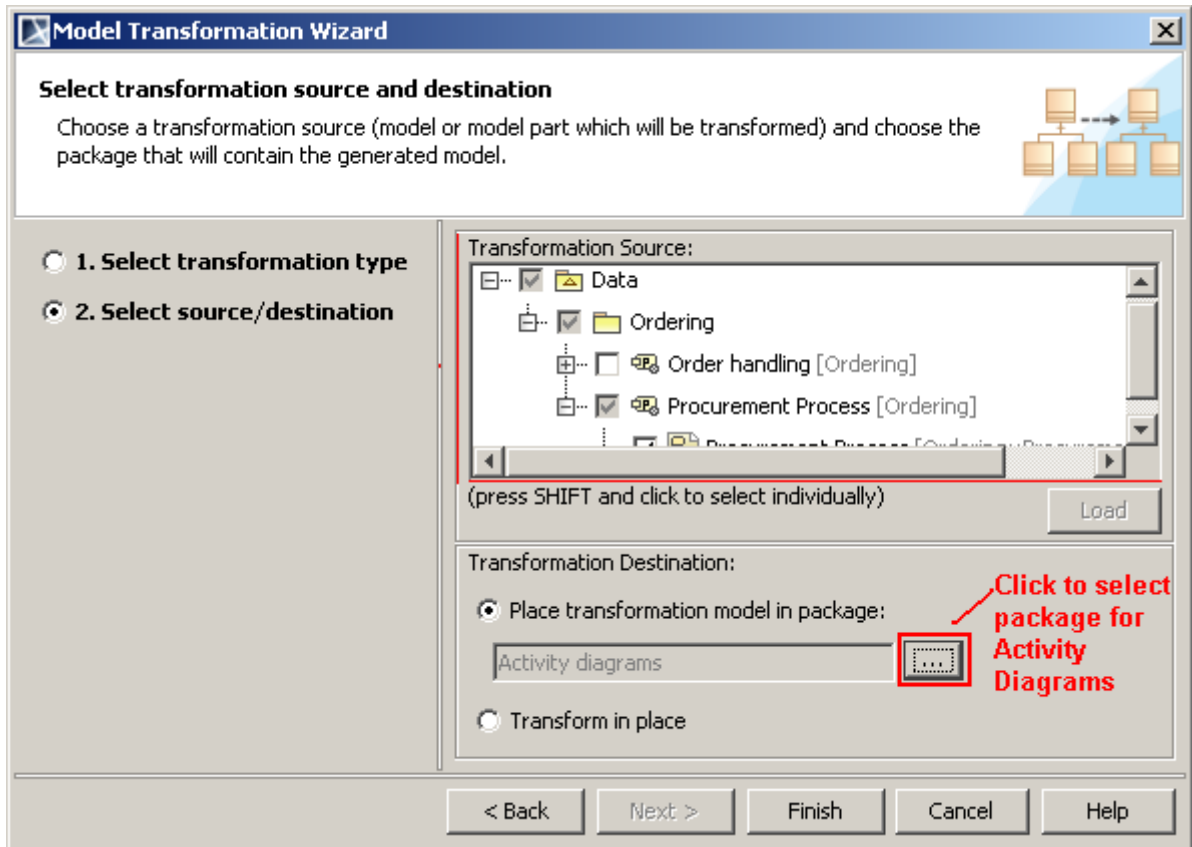 Model Transformation Wizard
Select transformation source and destination
Choose a transformation source (model or model part which will be transformed) and choose the
package that will contain the generated model.
1. Select transformation type
2. Select source/destination
Transformation Source:
Data
Ordering
Order handling [Ordering]
Procurement Process [Ordering]
Procurement Process [Ordering::Procureme
(press SHIFT and click to select individually)
Load
Transformation Destination:
Place transformation model in package:
Activity diagrams
...
Click to select
package for
Activity
Diagrams
Transform in place
< Back
Next >
Finish
Cancel
Help